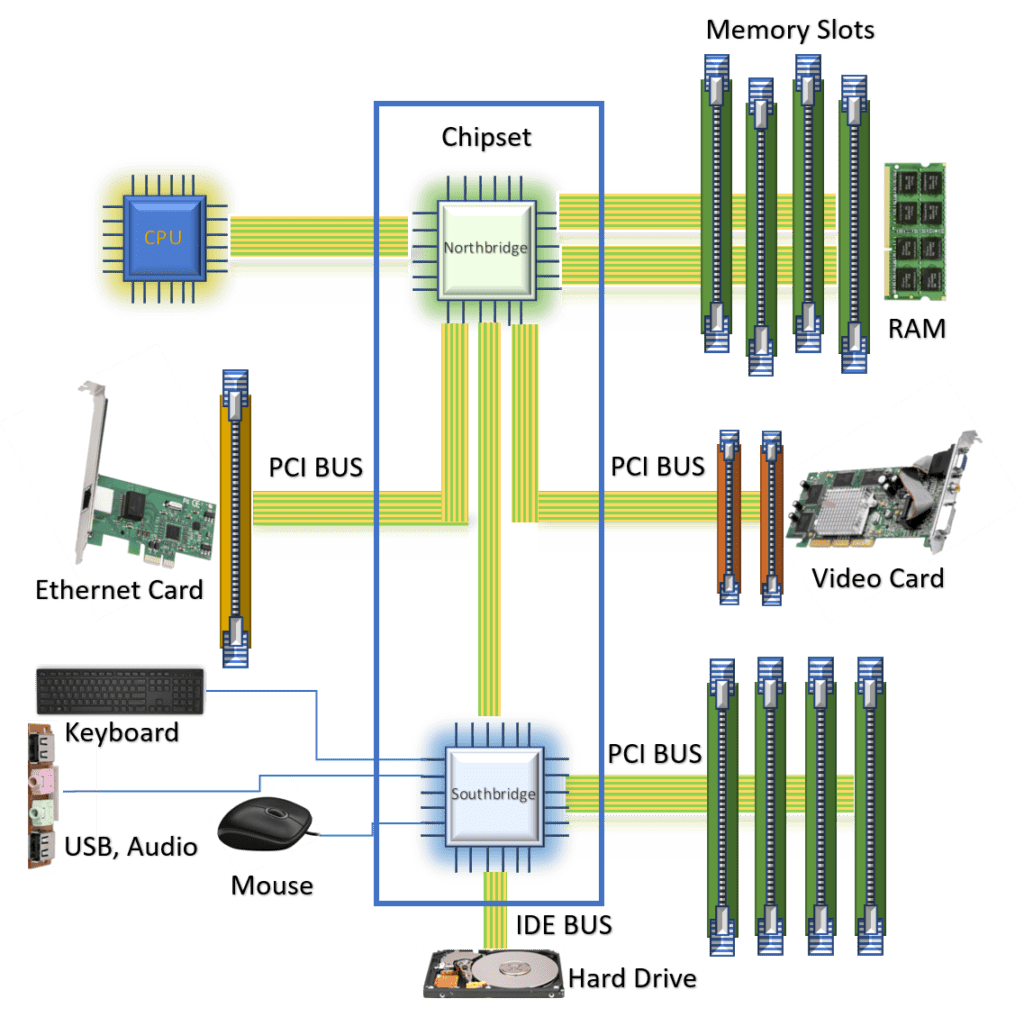 Memory Slots
Chipset
CPU
Northbridge
RAM
PCI BUS
PCI BUS
Ethernet Card
Video Card
Keyboard
PCI BUS
Southbridge
USB, Audio
Mouse
IDE BUS
Hard Drive